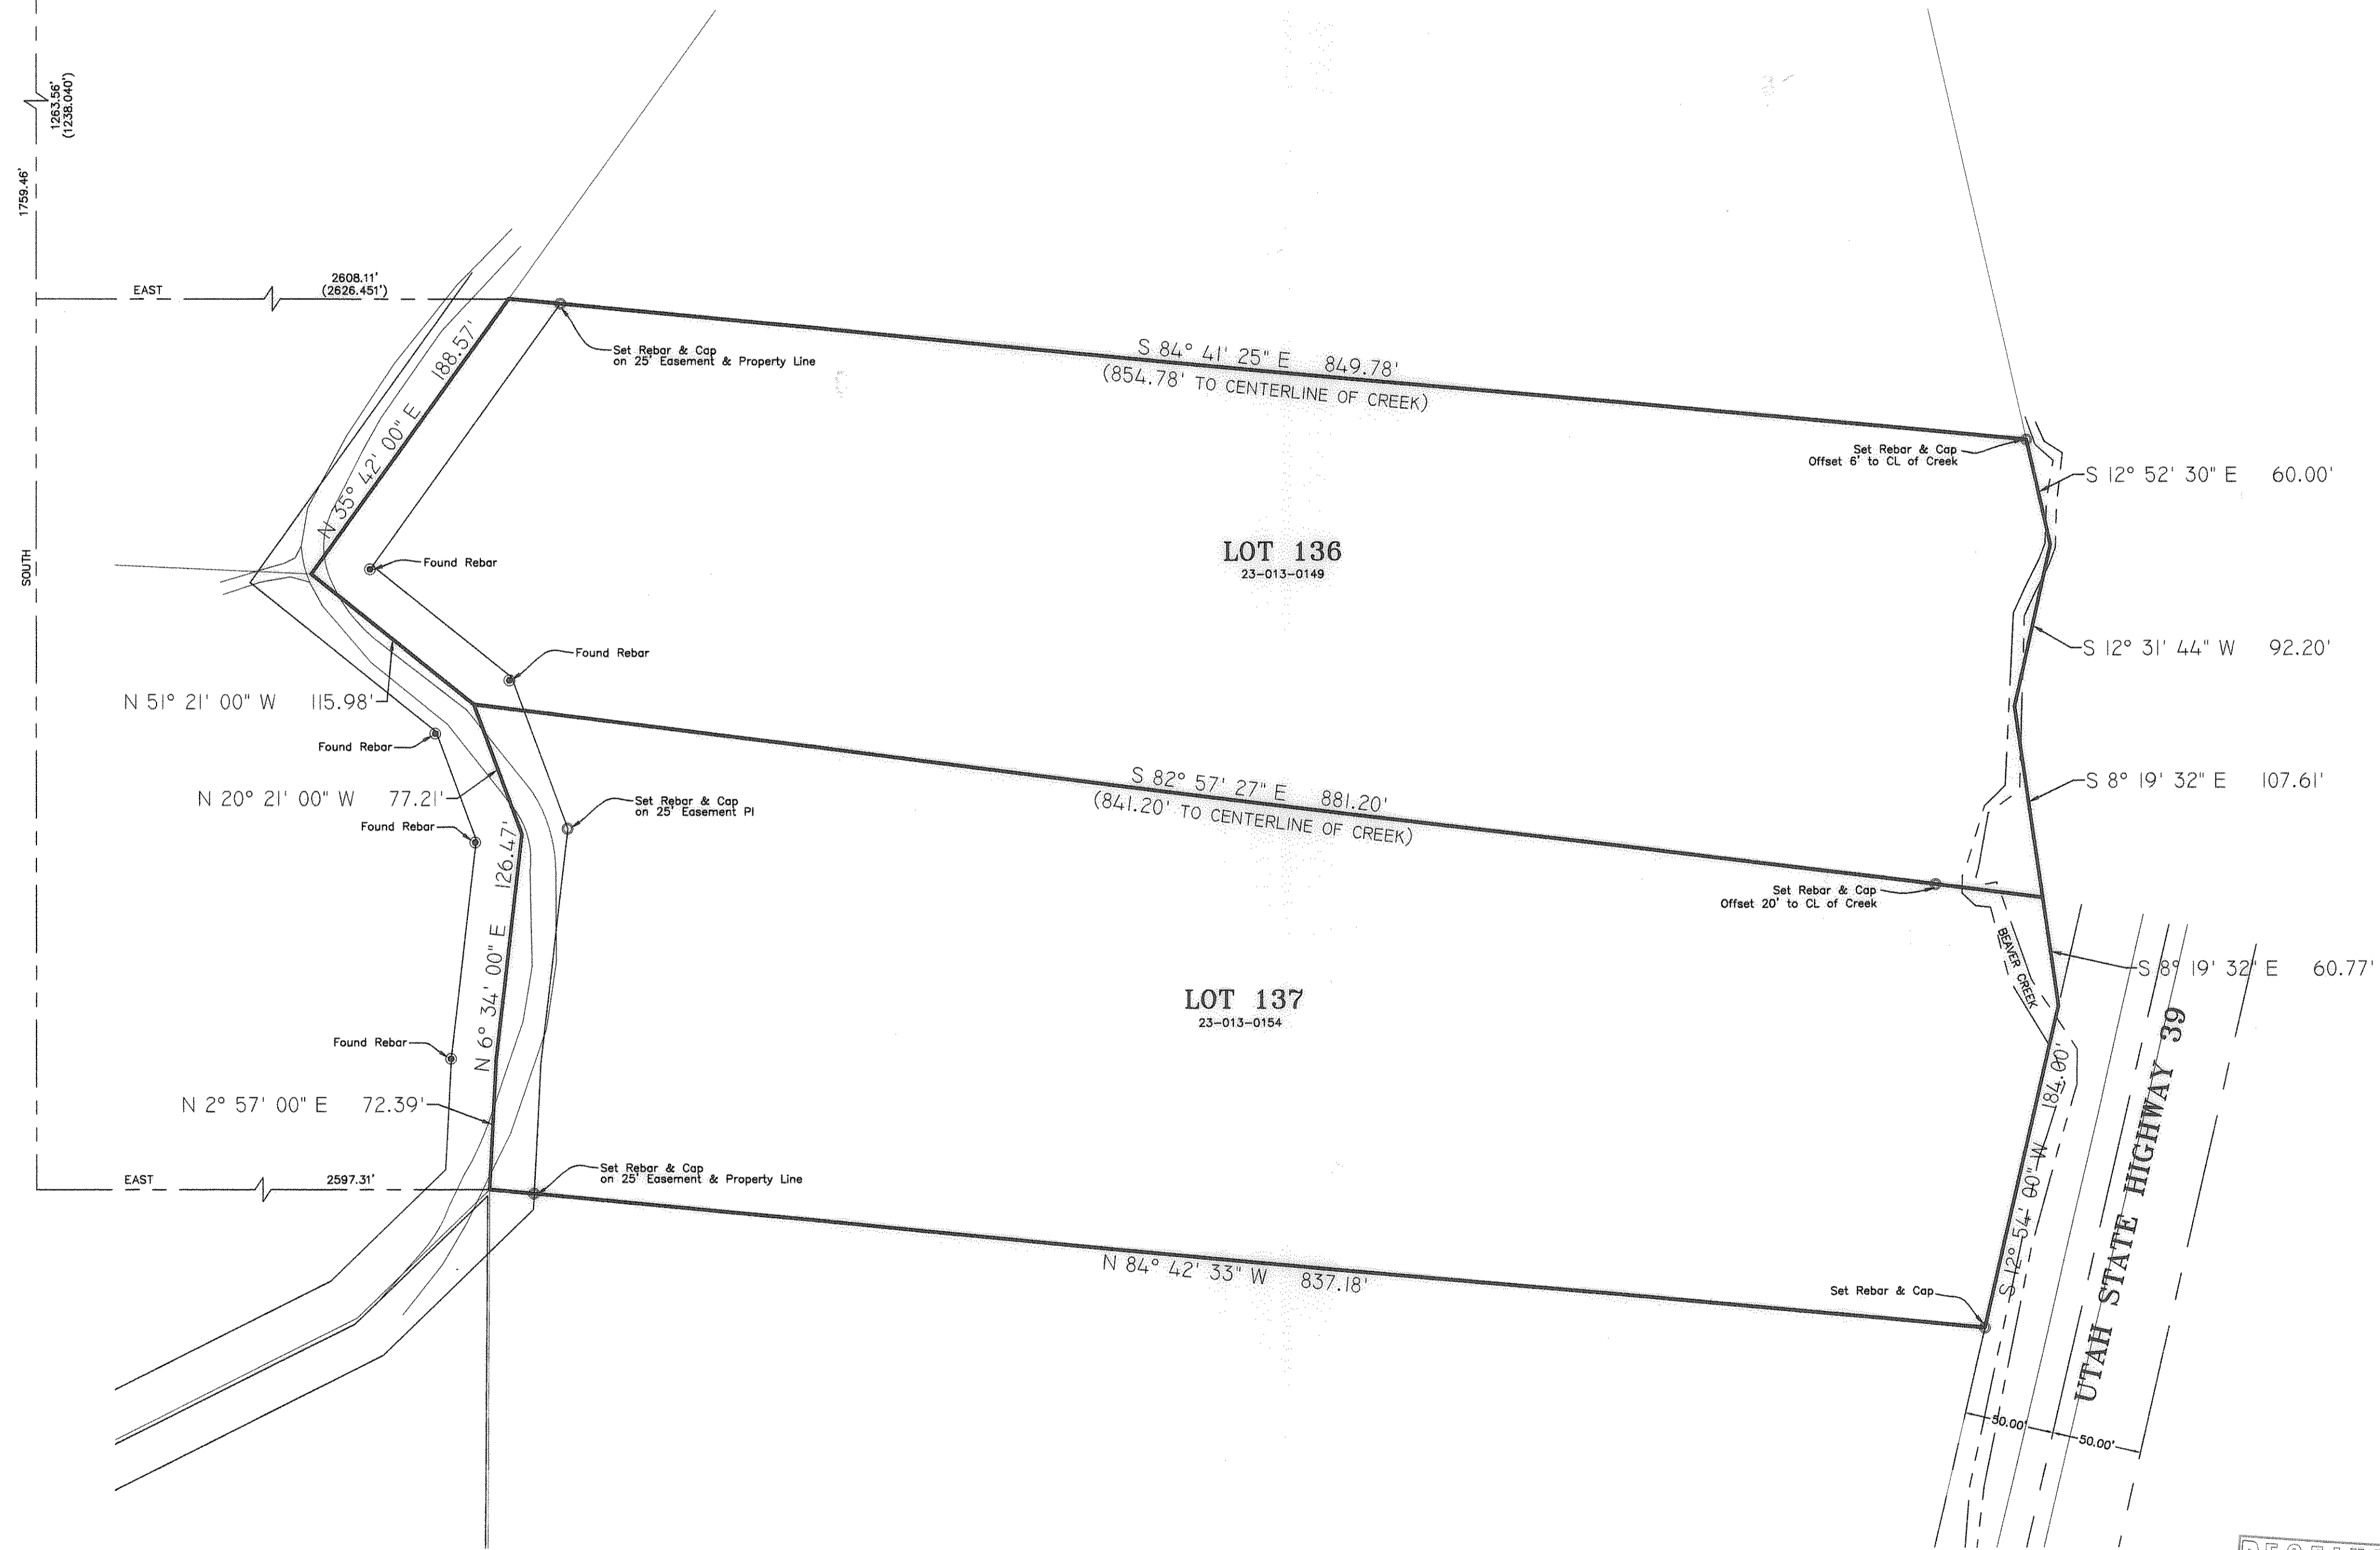 1263.56'
(1238.040')
1759.46'
SOUTH
EAST
2608.11'
(2626.451')
N 35° 42' 00" E 188.57'
Set Rebar & Cap
on 25' Easement & Property Line
S 84° 41' 25" E 849.78'
(854.78' TO CENTERLINE OF CREEK)
Set Rebar & Cap
Offset 6' to CL of Creek
S 12° 52' 30" E 60.00'
LOT 136
23-013-0149
Found Rebar
Found Rebar
S 12° 31' 44" W 92.20'
N 51° 21' 00" W 115.98'
Found Rebar
S 82° 57' 27" E 881.20'
(841.20' TO CENTERLINE OF CREEK)
S 8° 19' 32" E 107.61'
N 20° 21' 00" W 77.21'
Set Rebar & Cap
on 25' Easement PI
Found Rebar
Set Rebar & Cap
Offset 20' to CL of Creek
N 6° 34' 00" E 126.47'
BEAVER CREEK
S 8° 19' 32" E 60.77'
LOT 137
23-013-0154
Found Rebar
N 2° 57' 00" E 72.39'
S 12° 54' 00" W 184.00'
UTAH STATE HIGHWAY 39
EAST
2597.31'
Set Rebar & Cap
on 25' Easement & Property Line
N 84° 42' 33" W 837.18'
Set Rebar & Cap
50.00'
50.00'